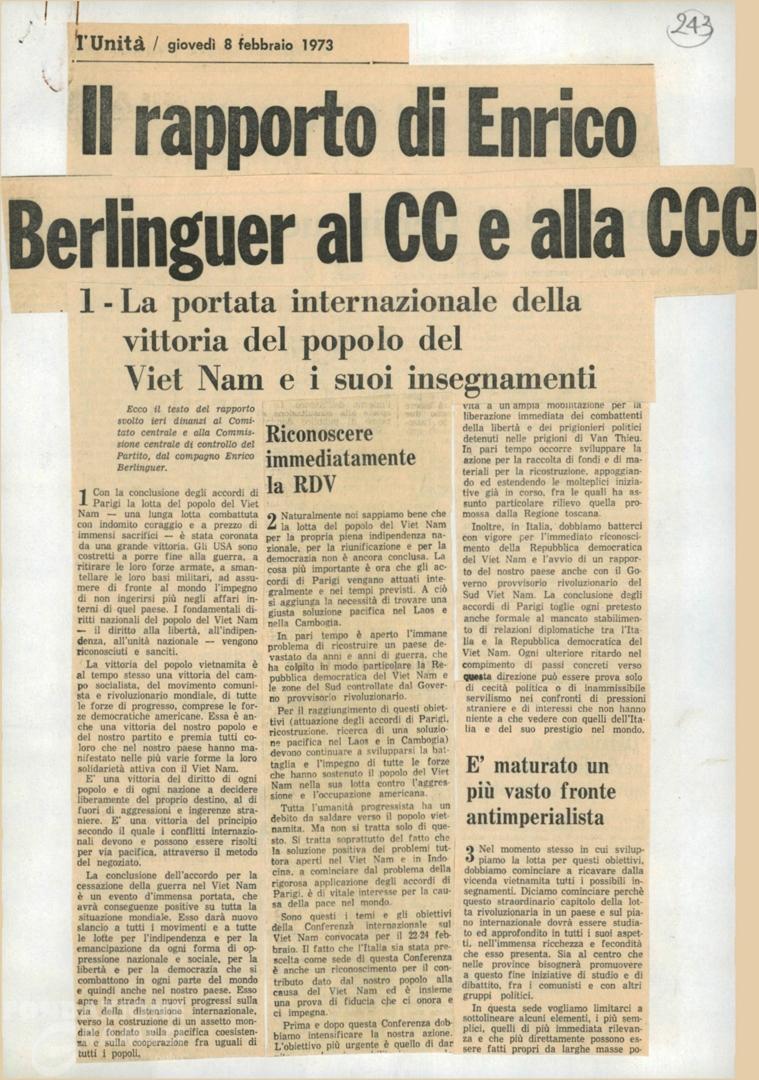 243
l'Unità / giovedì 8 febbraio 1973
Il rapporto di Enrico
Berlinguer al CC e alla CCC
1 - La portata internazionale della
vittoria del popolo del
Viet Nam e i suoi insegnamenti
Ecco il testo del rapporto
svolto ieri dinanzi al Comi-
tato centrale e alla Commis-
sione centrale di controllo del
Partito, dal compagno Enrico
Berlinguer.
1 Con la conclusione degli accordi di
Parigi la lotta del popolo del Viet
Nam — una lunga lotta combattuta
con indomito coraggio e a prezzo di
immensi sacrifici — è stata coronata
da una grande vittoria. Gli USA sono
costretti a porre fine alla guerra, a
ritirare le loro forze armate, a sman-
tellare le loro basi militari, ad assu-
mere di fronte al mondo l'impegno
di non ingerirsi più negli affari in-
terni di quel paese. I fondamentali di-
ritti nazionali del popolo del Viet Nam
— il diritto alla libertà, all'indipen-
denza, all'unità nazionale — vengono
riconosciuti e sanciti.
La vittoria del popolo vietnamita è
al tempo stesso una vittoria del cam-
po socialista, del movimento comuni-
sta e rivoluzionario mondiale, di tutte
le forze di progresso, comprese le for-
ze democratiche americane. Essa è an-
che una vittoria del nostro popolo e
del nostro partito e premia tutti co-
loro che nel nostro paese hanno ma-
nifestato nelle più varie forme la loro
solidarietà attiva con il Viet Nam.
E' una vittoria del diritto di ogni
popolo e di ogni nazione a decidere
liberamente del proprio destino, al di
fuori di aggressioni e ingerenze stra-
niere. E' una vittoria del principio
secondo il quale i conflitti internazio-
nali devono e possono essere risolti
per via pacifica, attraverso il metodo
del negoziato.
La conclusione dell'accordo per la
cessazione della guerra nel Viet Nam
è un evento d'immensa portata, che
avrà conseguenze positive su tutta la
situazione mondiale. Esso darà nuovo
slancio a tutti i movimenti e a tutte
le lotte per l'indipendenza e per la
emancipazione da ogni forma di op-
pressione nazionale e sociale, per la
libertà e per la democrazia che si
combattono in ogni parte del mondo
e quindi anche nel nostro paese. Esso
apre la strada a nuovi progressi sulla
via della distensione internazionale,
verso la costruzione di un assetto mon-
diale fondato sulla pacifica coesisten-
za e sulla cooperazione fra uguali di
tutti i popoli.
Riconoscere
immediatamente
la RDV
2 Naturalmente noi sappiamo bene che
la lotta del popolo del Viet Nam
per la propria piena indipendenza na-
zionale, per la riunificazione e per la
democrazia non è ancora conclusa. La
cosa più importante è ora che gli ac-
cordi di Parigi vengano attuati inte-
gralmente e nei tempi previsti. A ciò
si aggiunga la necessità di trovare una
giusta soluzione pacifica nel Laos e
nella Cambogia.
In pari tempo è aperto l'immane
problema di ricostruire un paese de-
vastato da anni e anni di guerra, che
ha colpito in modo particolare la Re-
pubblica democratica del Viet Nam e
le zone del Sud controllate dal Gover-
no provvisorio rivoluzionario.
Per il raggiungimento di questi obiet-
tivi (attuazione degli accordi di Parigi,
ricostruzione, ricerca di una soluzio-
ne pacifica nel Laos e in Cambogia)
devono continuare a svilupparsi la bat-
taglia e l'impegno di tutte le forze
che hanno sostenuto il popolo del Viet
Nam nella sua lotta contro l'aggres-
sione e l'occupazione americana.
Tutta l'umanità progressista ha un
debito da saldare verso il popolo viet-
namita. Ma non si tratta solo di que-
sto. Si tratta soprattutto del fatto che
la soluzione positiva dei problemi tut-
tora aperti nel Viet Nam e in Indo-
cina, a cominciare dal problema della
rigorosa applicazione degli accordi di
Parigi, è di vitale interesse per la cau-
sa della pace nel mondo.
Sono questi i temi e gli obiettivi
della Conferenza internazionale sul
Viet Nam convocata per il 22-24 feb-
braio. Il fatto che l'Italia sia stata pre-
scelta come sede di questa Conferenza
è anche un riconoscimento per il con-
tributo dato dal nostro popolo alla
causa del Viet Nam ed è insieme
una prova di fiducia che ci onora e
ci impegna.
Prima e dopo questa Conferenza dob-
biamo intensificare la nostra azione.
L'obiettivo più urgente è quello di dar
vita a un'ampia mobilitazione per la
liberazione immediata dei combattenti
della libertà e dei prigionieri politici
detenuti nelle prigioni di Van Thieu.
In pari tempo occorre sviluppare la
azione per la raccolta di fondi e di ma-
teriali per la ricostruzione, appoggian-
do ed estendendo le molteplici inizia-
tive già in corso, fra le quali ha as-
sunto particolare rilievo quella pro-
mossa dalla Regione toscana.
Inoltre, in Italia, dobbiamo batterci
con vigore per l'immediato riconosci-
mento della Repubblica democratica
del Viet Nam e l'avvio di un rappor-
to del nostro paese anche con il Go-
verno provvisorio rivoluzionario del
Sud Viet Nam. La conclusione degli
accordi di Parigi toglie ogni pretesto
anche formale al mancato stabilimen-
to di relazioni diplomatiche tra l'Ita-
lia e la Repubblica democratica del
Viet Nam. Ogni ulteriore ritardo nel
compimento di passi concreti verso
questa direzione può essere prova solo
di cecità politica o di inammissibile
servilismo nei confronti di pressioni
straniere e di interessi che non hanno
niente a che vedere con quelli dell'Ita-
lia e del suo prestigio nel mondo.
E' maturato un
più vasto fronte
antimperialista
3 Nel momento stesso in cui svilup-
piamo la lotta per questi obiettivi,
dobbiamo cominciare a ricavare dalla
vicenda vietnamita tutti i possibili in-
segnamenti. Diciamo cominciare perchè
questo straordinario capitolo della lot-
ta rivoluzionaria in un paese e sul pia-
no internazionale dovrà essere studia-
to ed approfondito in tutti i suoi aspet-
ti, nell'immensa ricchezza e fecondità
che esso presenta. Sia al centro che
nelle province bisognerà promuovere
a questo fine iniziative di studio e di
dibattito, fra i comunisti e con altri
gruppi politici.
In questa sede vogliamo limitarci a
sottolineare alcuni elementi, i più sem-
plici, quelli di più immediata rilevan-
za e che più direttamente possono es-
sere fatti propri da larghe masse po-